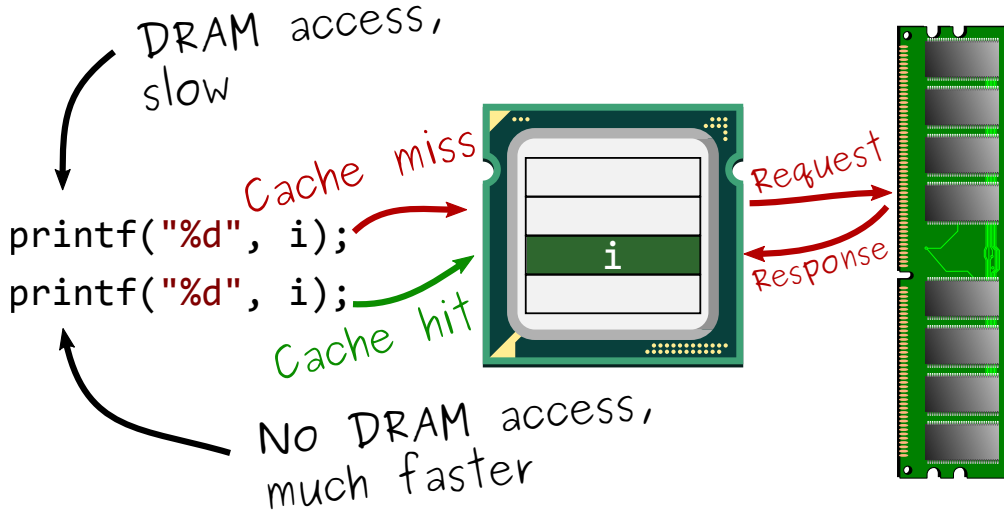 DRAM access,
slow
Cache miss
printf("%d", i);
printf("%d", i);
Cache hit
i
Request
Response
No DRAM access,
much faster